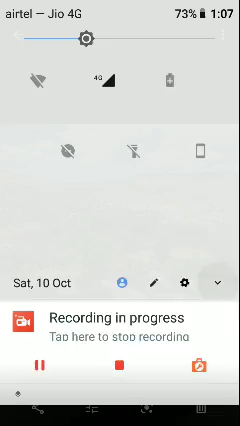 airtel — Jio 4G 73% 1:07
4G
Sat, 10 Oct
Recording in progress
Tap here to stop recording